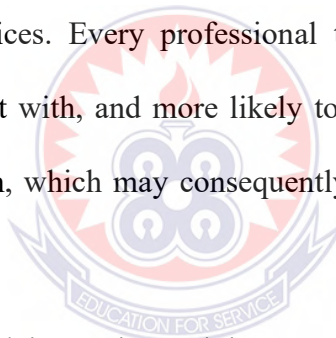 ices. Every professional t
t with, and more likely to
n, which may consequently
EDUCATION FOR SERVICE